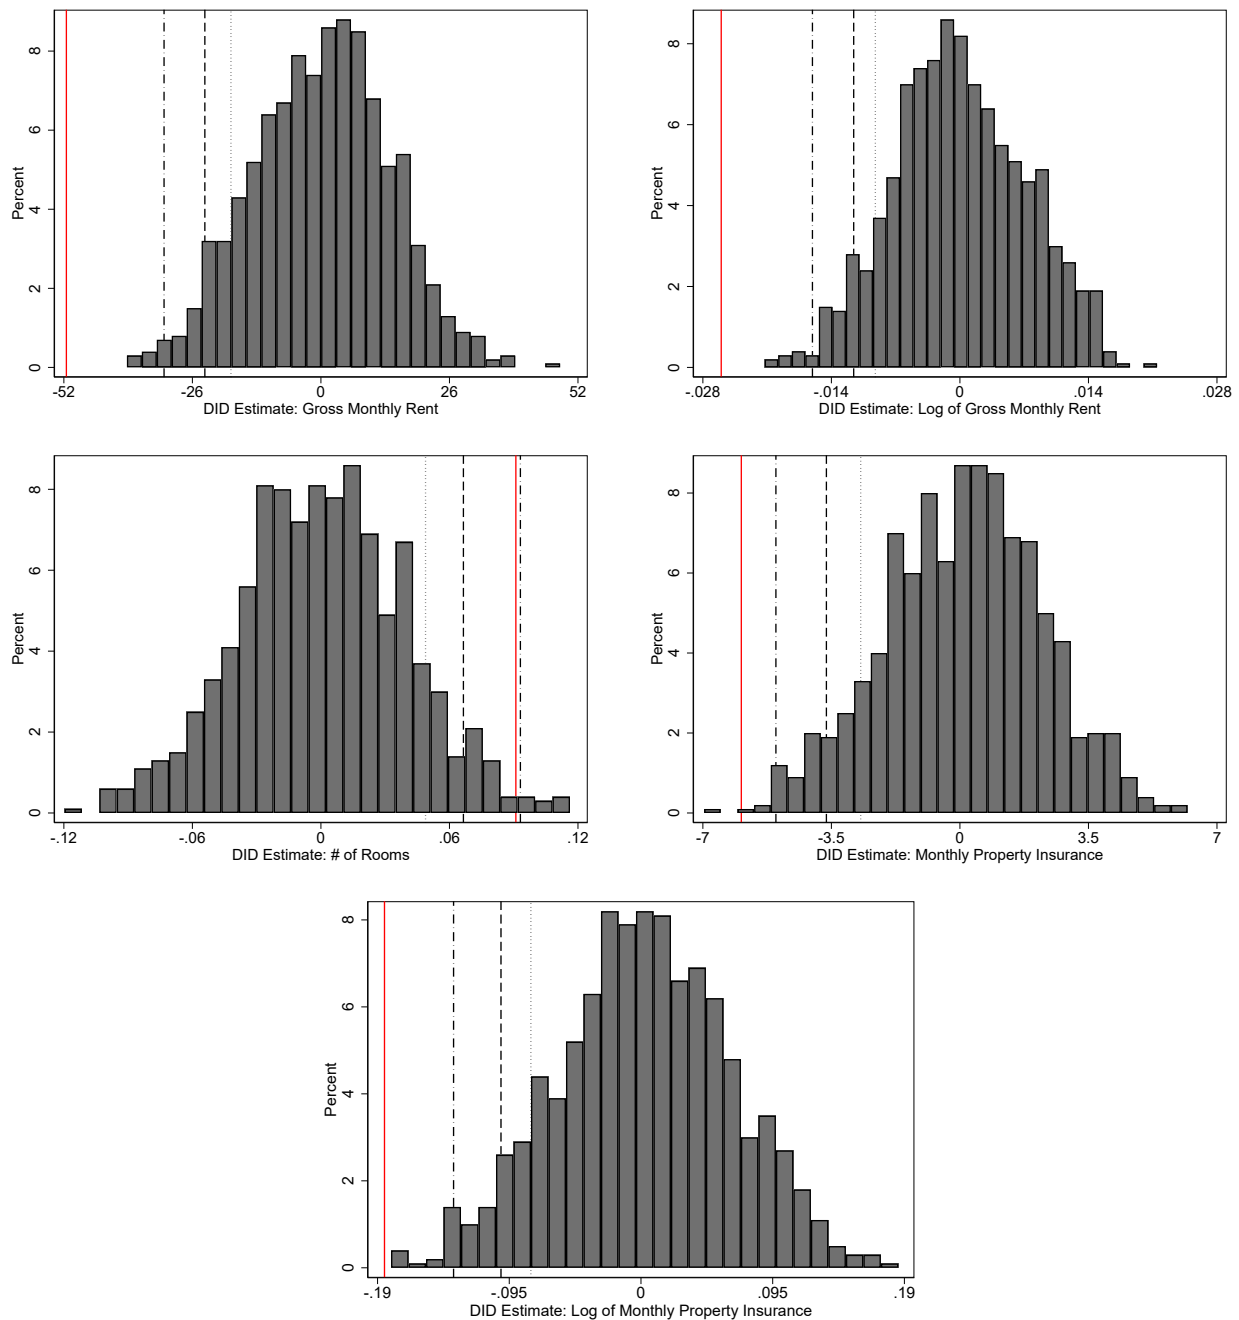 Percent
0 2 4 6 8
-52 -26 0 26 52
DID Estimate: Gross Monthly Rent
Percent
0 2 4 6 8
-.028 -.014 0 .014 .028
DID Estimate: Log of Gross Monthly Rent
Percent
0 2 4 6 8
-.12 -.06 0 .06 .12
DID Estimate: # of Rooms
Percent
0 2 4 6 8
-7 -3.5 0 3.5 7
DID Estimate: Monthly Property Insurance
Percent
0 2 4 6 8
-.19 -.095 0 .095 .19
DID Estimate: Log of Monthly Property Insurance